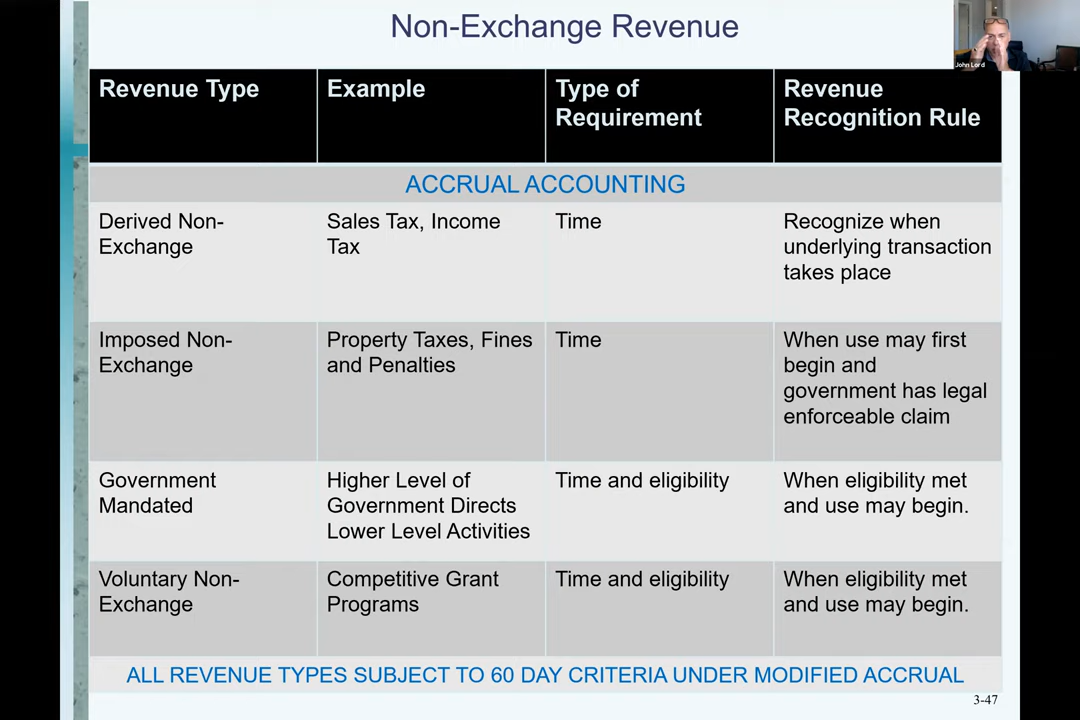 Non-Exchange Revenue
John Lord
Revenue Type
Example
Type of
Requirement
Revenue
Recognition Rule
ACCRUAL ACCOUNTING
Derived Non-
Exchange
Sales Tax, Income
Tax
Time
Recognize when
underlying transaction
takes place
Imposed Non-
Exchange
Property Taxes, Fines
and Penalties
Time
When use may first
begin and
government has legal
enforceable claim
Government
Mandated
Higher Level of
Government Directs
Lower Level Activities
Time and eligibility
When eligibility met
and use may begin.
Voluntary Non-
Exchange
Competitive Grant
Programs
Time and eligibility
When eligibility met
and use may begin.
ALL REVENUE TYPES SUBJECT TO 60 DAY CRITERIA UNDER MODIFIED ACCRUAL
3-47